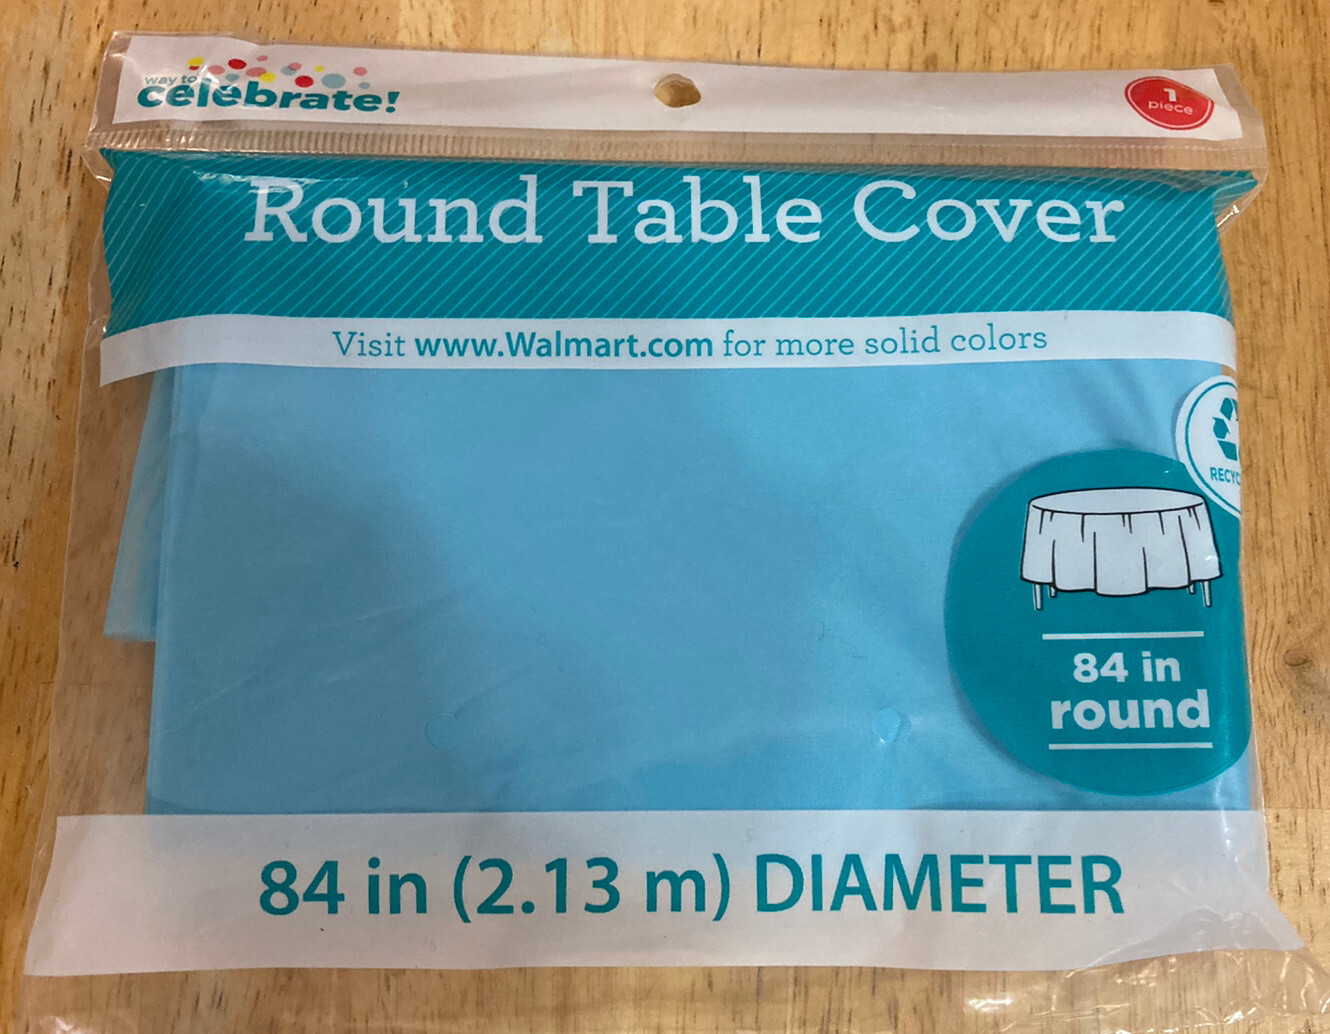 way to
celebrate!
1
piece
Round Table Cover
Visit www.Walmart.com for more solid colors
84 in
round
84 in (2.13 m) DIAMETER